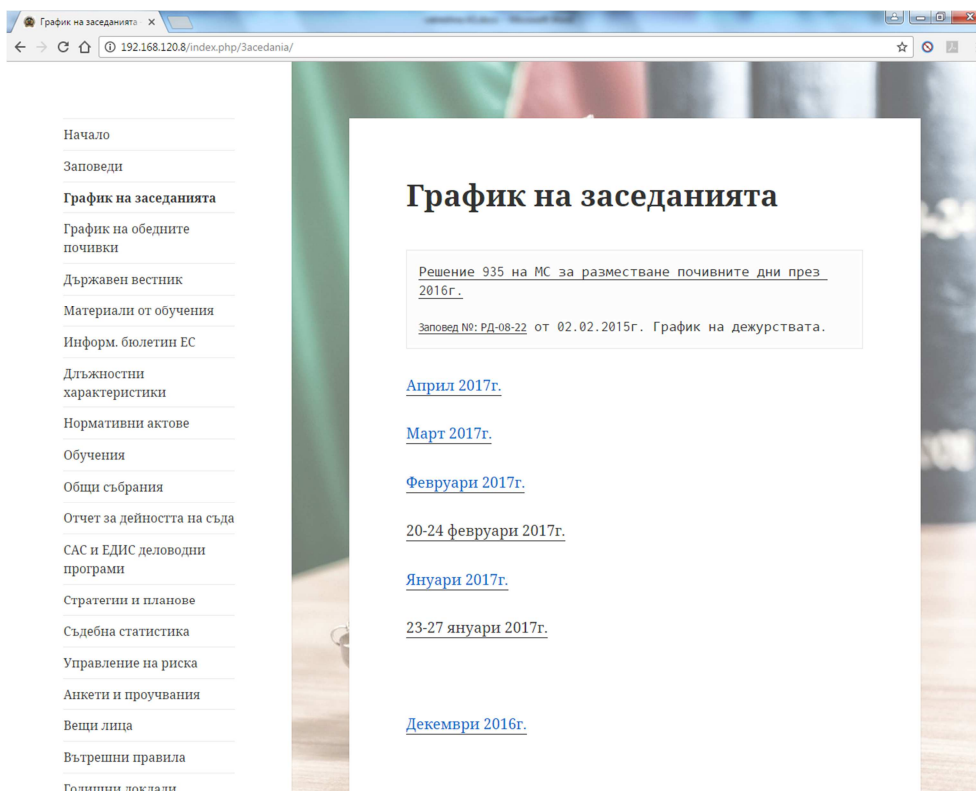 График на заседанията
192.168.120.8/index.php/3acedania/
Начало
Заповеди
График на заседанията
График на обедните
почивки
Държавен вестник
Материали от обучения
Информ. бюлетин ЕС
Длъжностни
характеристики
Нормативни актове
Обучения
Общи събрания
Отчет за дейността на съда
САС и ЕДИС деловодни
програми
Стратегии и планове
Съдебна статистика
Управление на риска
Анкети и проучвания
Вещи лица
Вътрешни правила
Годишни доклади
График на заседанията
Решение 935 на МС за разместване почивните дни през
2016г.
Заповед №: РД-08-22 от 02.02.2015г. График на дежурствата.
Април 2017г.
Март 2017г.
Февруари 2017г.
20-24 февруари 2017г.
Януари 2017г.
23-27 януари 2017г.
Декември 2016г.